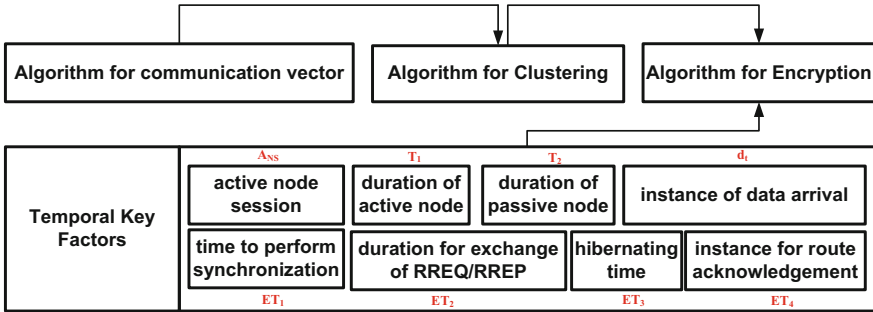 Algorithm for communication vector
Algorithm for Clustering
Algorithm for Encryption
Temporal Key
Factors
A_NS
T_1
T_2
d_t
active node
session
duration of
active node
duration of
passive node
instance of data arrival
time to perform
synchronization
duration for exchange
of RREQ/RREP
hibernating
time
instance for route
acknowledgement
ET_1
ET_2
ET_3
ET_4